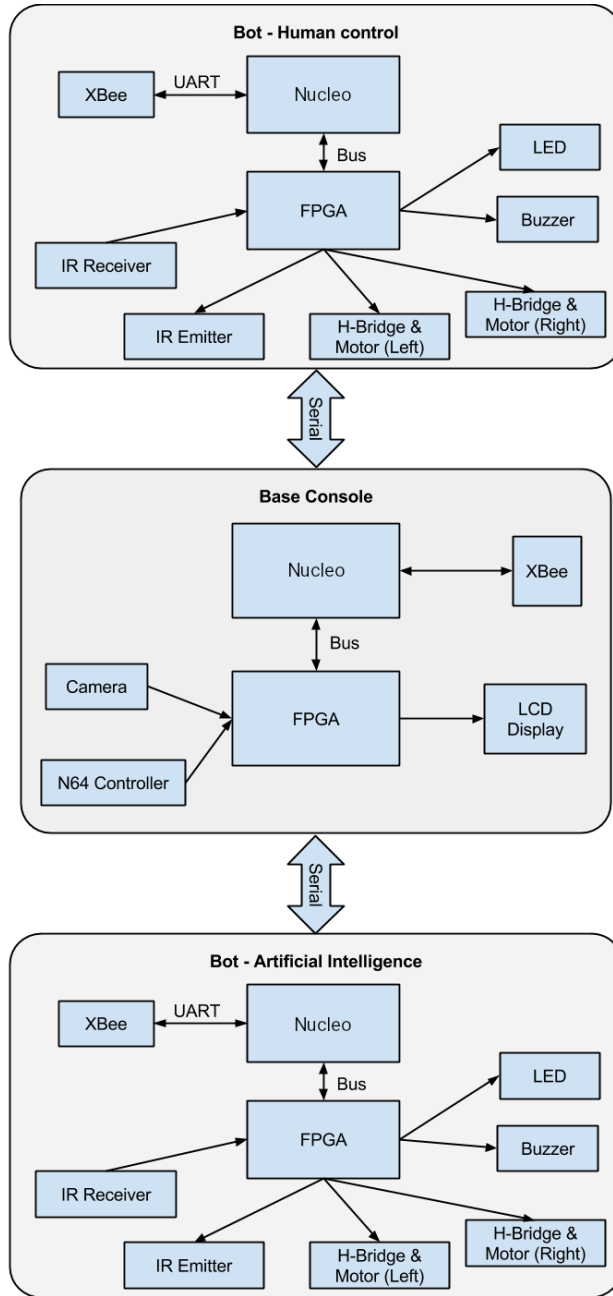 Bot - Human control
XBee
UART
Nucleo
Bus
LED
FPGA
Buzzer
IR Receiver
IR Emitter
H-Bridge &
Motor (Left)
H-Bridge &
Motor (Right)
Serial
Base Console
Nucleo
XBee
Bus
Camera
FPGA
LCD
Display
N64 Controller
Serial
Bot - Artificial Intelligence
XBee
UART
Nucleo
Bus
LED
FPGA
Buzzer
IR Receiver
IR Emitter
H-Bridge &
Motor (Left)
H-Bridge &
Motor (Right)